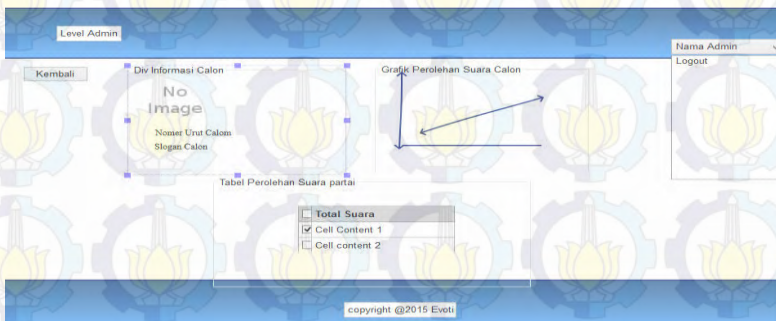 Level Admin
Nama Admin
Logout
Kembali
Div Informasi Calon
No
Image
Nomer Urut Calom
Slogan Calon
Grafik Perolehan Suara Calon
Tabel Perolehan Suara partai
Total Suara
Cell Content 1
Cell content 2
copyright @2015 Evoti